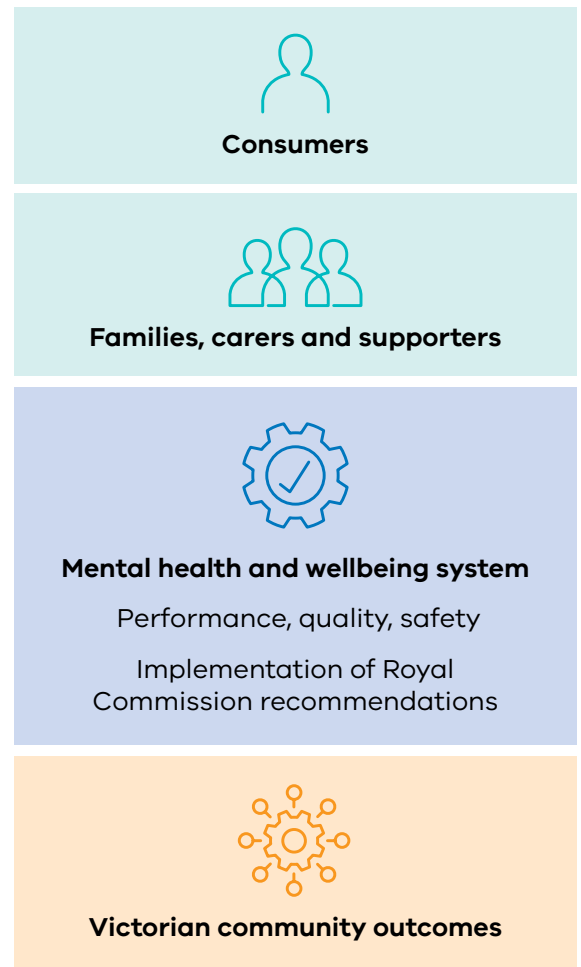 Consumers
Families, carers and supporters
Mental health and wellbeing system
Performance, quality, safety
Implementation of Royal
Commission recommendations
Victorian community outcomes